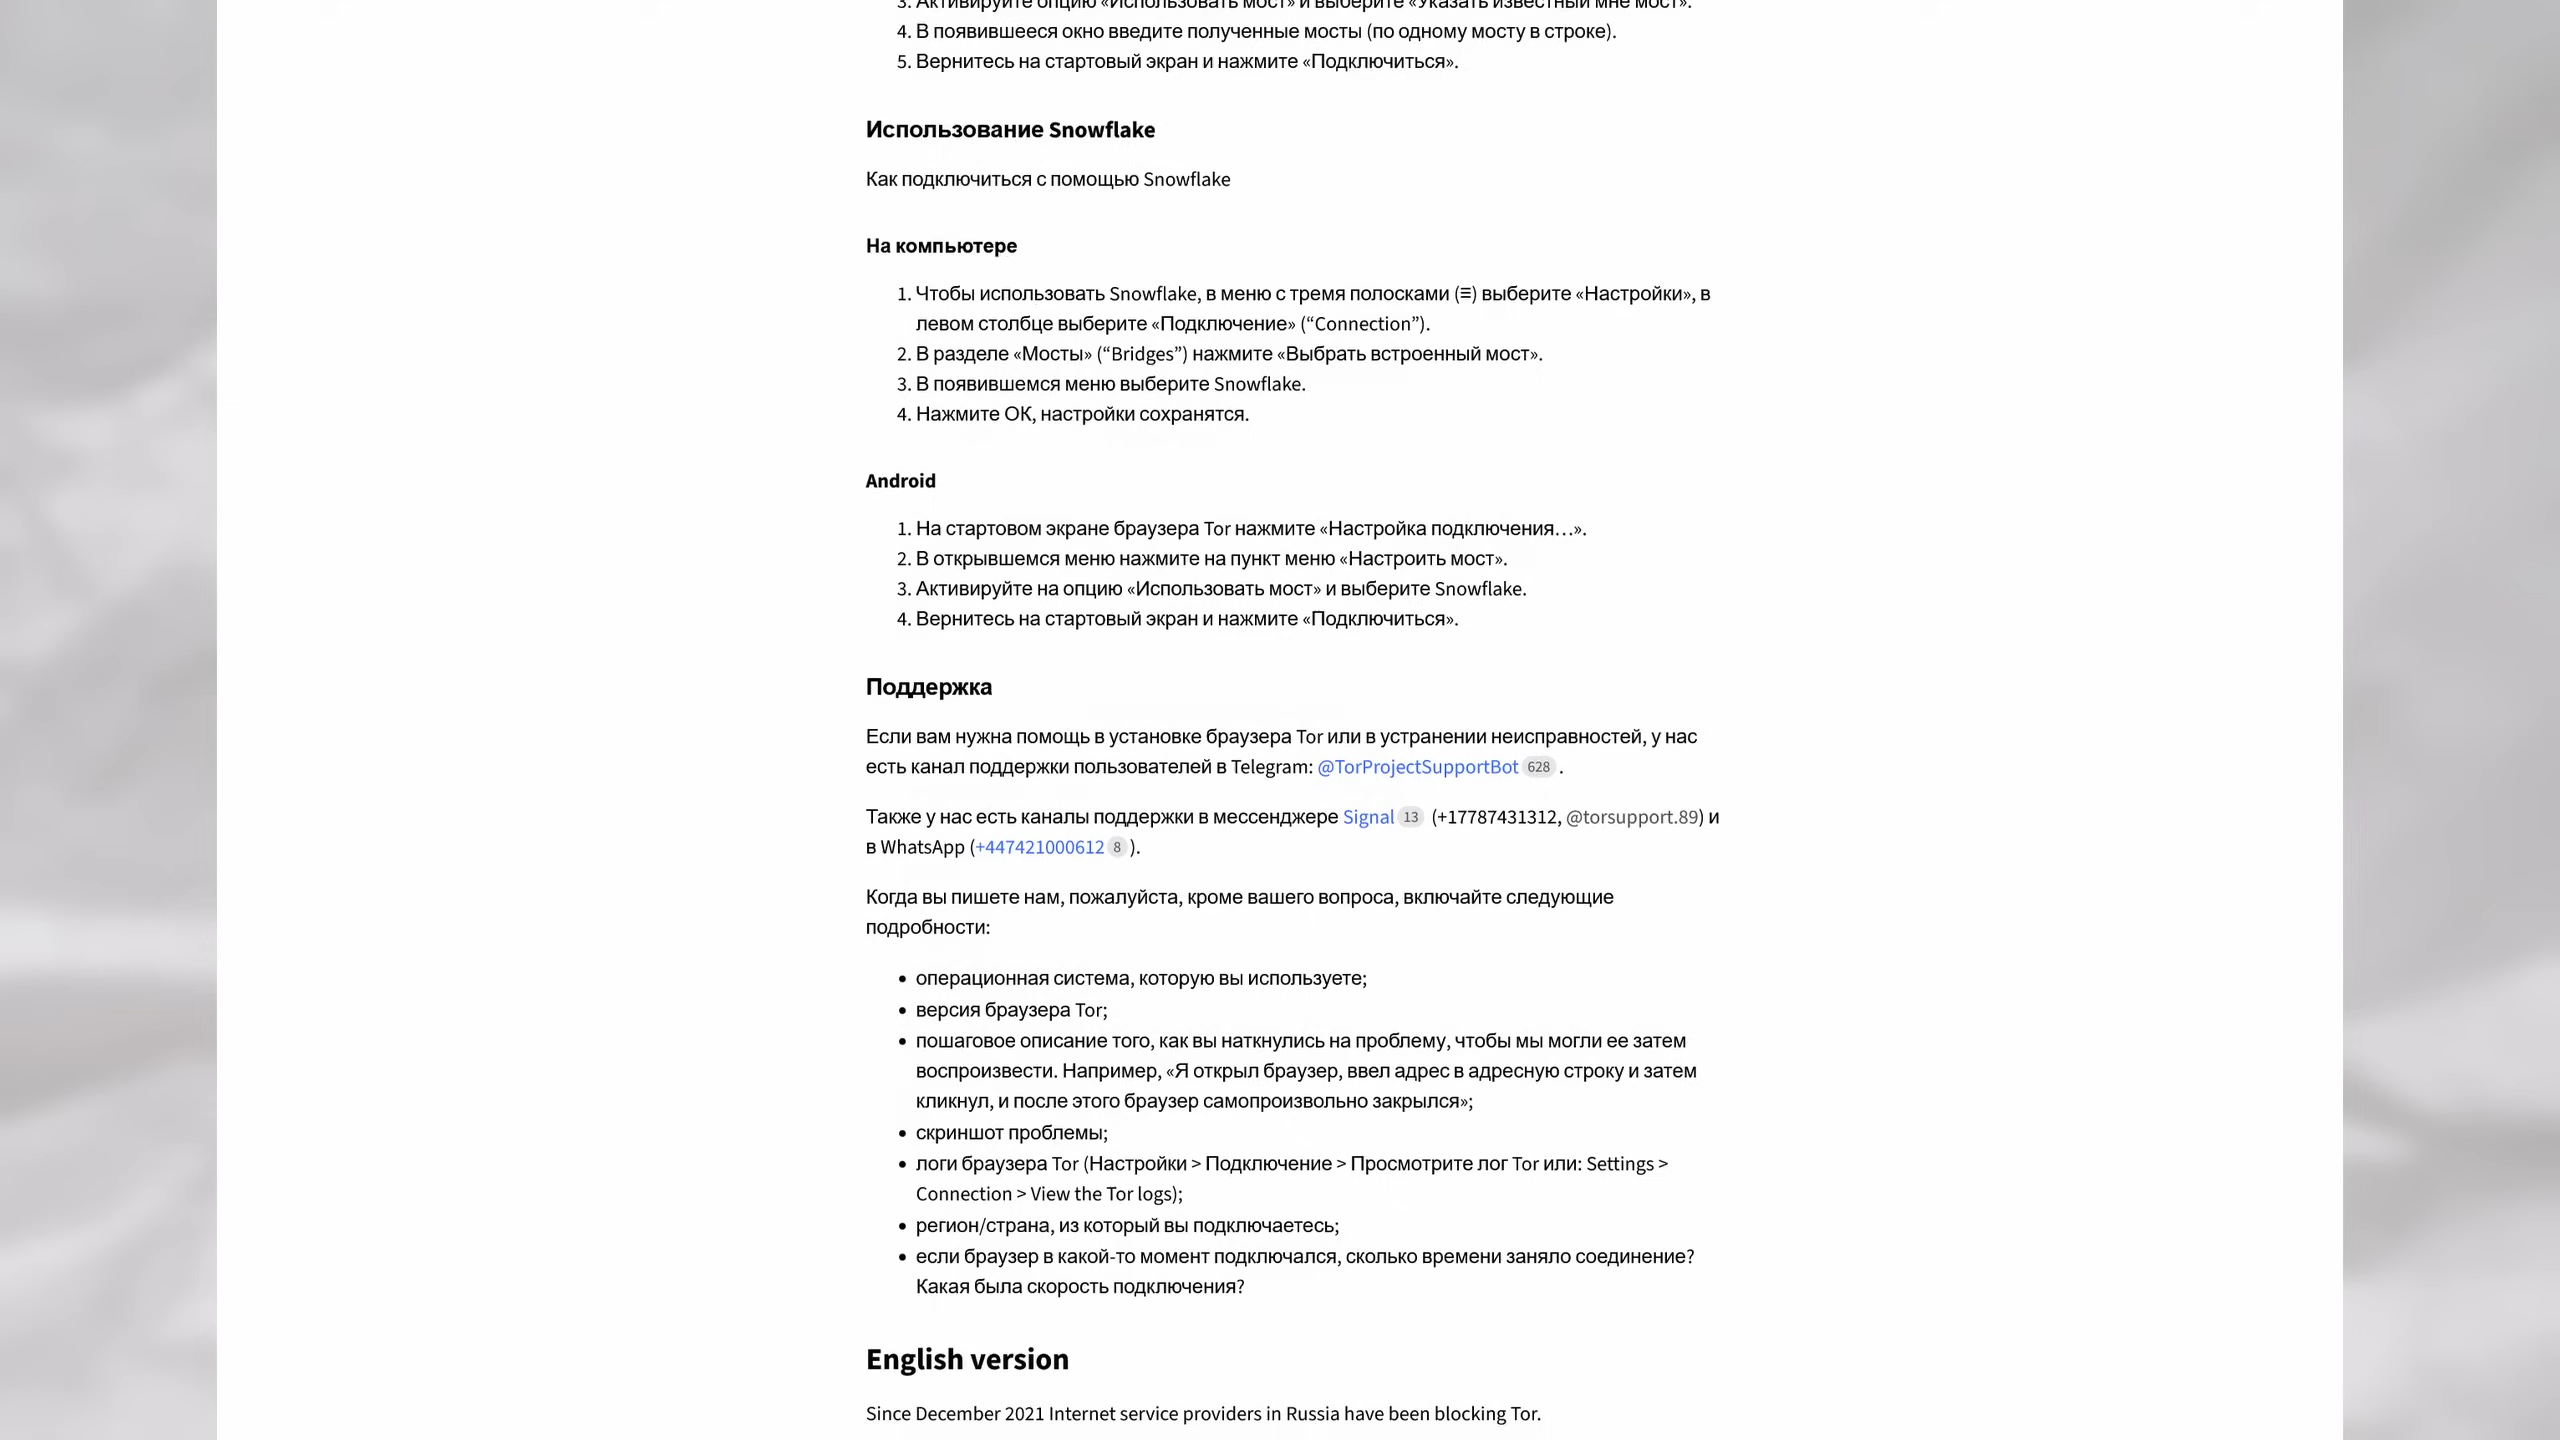 3. Активируйте опцию «Использовать мост» и выберите «Указать известный мне мост».
4. В появившееся окно введите полученные мосты (по одному мосту в строке).
5. Вернитесь на стартовый экран и нажмите «Подключиться».
Использование Snowflake
Как подключиться с помощью Snowflake
На компьютере
1. Чтобы использовать Snowflake, в меню с тремя полосками (≡) выберите «Настройки», в
левом столбце выберите «Подключение» (“Connection”).
2. В разделе «Мосты» (“Bridges”) нажмите «Выбрать встроенный мост».
3. В появившемся меню выберите Snowflake.
4. Нажмите ОК, настройки сохранятся.
Android
1. На стартовом экране браузера Tor нажмите «Настройка подключения…».
2. В открывшемся меню нажмите на пункт меню «Настроить мост».
3. Активируйте на опцию «Использовать мост» и выберите Snowflake.
4. Вернитесь на стартовый экран и нажмите «Подключиться».
Поддержка
Если вам нужна помощь в установке браузера Tor или в устранении неисправностей, у нас
есть канал поддержки пользователей в Telegram: @TorProjectSupportBot 628 .
Также у нас есть каналы поддержки в мессенджере Signal 13 (+17787431312, @torsupport.89) и
в WhatsApp (+447421000612 8 ).
Когда вы пишете нам, пожалуйста, кроме вашего вопроса, включайте следующие
подробности:
• операционная система, которую вы используете;
• версия браузера Tor;
• пошаговое описание того, как вы наткнулись на проблему, чтобы мы могли ее затем
воспроизвести. Например, «Я открыл браузер, ввел адрес в адресную строку и затем
кликнул, и после этого браузер самопроизвольно закрылся»;
• скриншот проблемы;
• логи браузера Tor (Настройки > Подключение > Просмотрите лог Tor или: Settings >
Connection > View the Tor logs);
• регион/страна, из который вы подключаетесь;
• если браузер в какой-то момент подключался, сколько времени заняло соединение?
Какая была скорость подключения?
English version
Since December 2021 Internet service providers in Russia have been blocking Tor.